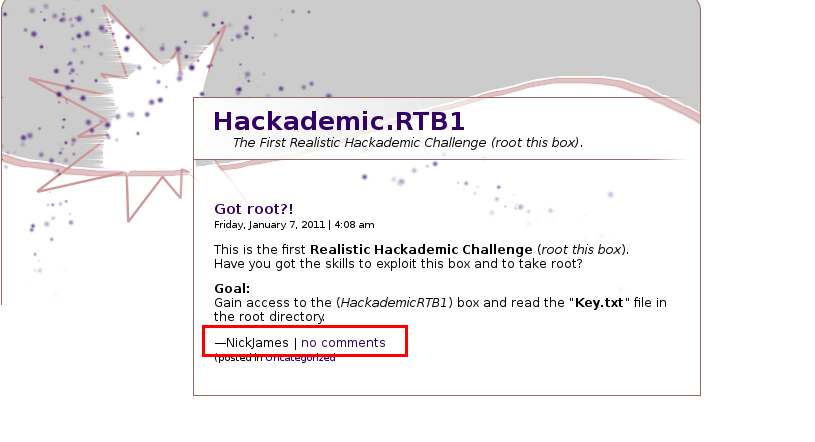 Hackademic.RTB1
The First Realistic Hackademic Challenge (root this box).
Got root?!
Friday, January 7, 2011 | 4:08 am
This is the first Realistic Hackademic Challenge (root this box).
Have you got the skills to exploit this box and to take root?
Goal:
Gain access to the (HackademicRTB1) box and read the "Key.txt" file in
the root directory.
—NickJames | no comments
(posted in Uncategorized